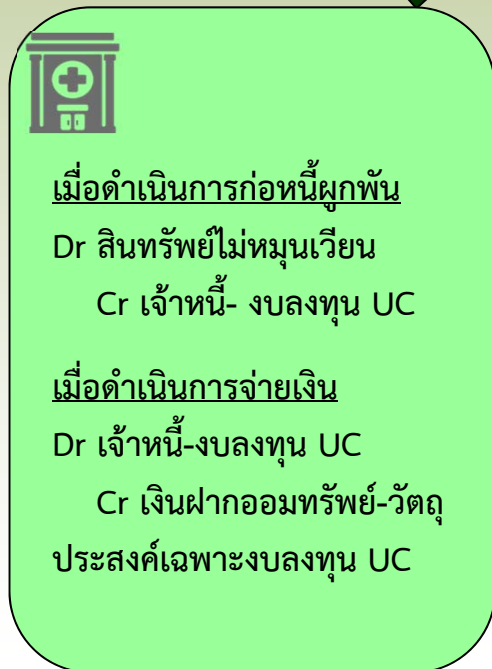 เมื่อดำเนินการก่อหนี้ผูกพัน
Dr สินทรัพย์ไม่หมุนเวียน
Cr เจ้าหนี้- งบลงทุน UC
เมื่อดำเนินการจ่ายเงิน
Dr เจ้าหนี้-งบลงทุน UC
Cr เงินฝากออมทรัพย์-วัตถุ
ประสงค์เฉพาะงบลงทุน UC